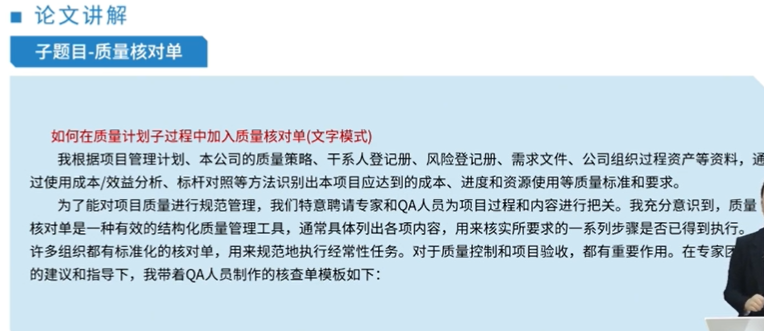 论文讲解
子题目-质量核对单
如何在质量计划子过程中加入质量核对单(文字模式)
我根据项目管理计划、本公司的质量策略、干系人登记册、风险登记册、需求文件、公司组织过程资产等资料，通
过使用成本/效益分析、标杆对照等方法识别出本项目应达到的成本、进度和资源使用等质量标准和要求。
为了能对项目质量进行规范管理，我们特意聘请专家和QA人员为项目过程和内容进行把关。我充分意识到，质量
核对单是一种有效的结构化质量管理工具，通常具体列出各项内容，用来核实所要求的一系列步骤是否已得到执行。
许多组织都有标准化的核对单，用来规范地执行经常性任务。对于质量控制和项目验收，都有重要作用。在专家团
的建议和指导下，我带着QA人员制作的核查单模板如下：